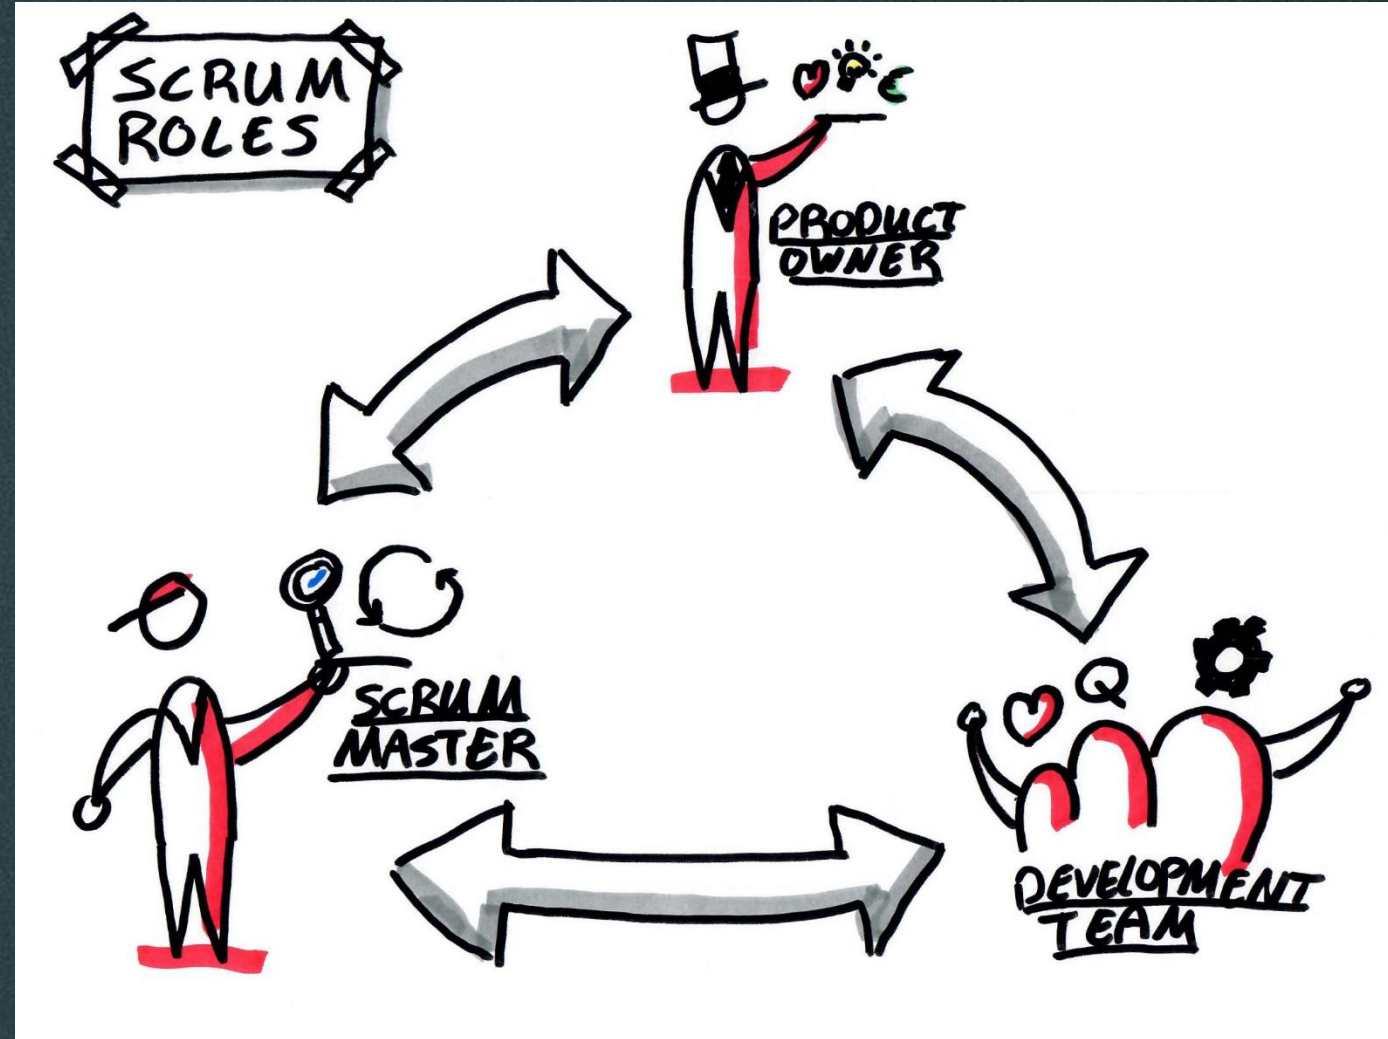 SCRUM
ROLES
€
PRODUCT
OWNER
SCRUM
MASTER
Q
DEVELOPMENT
TEAM